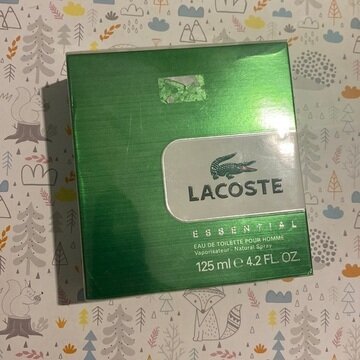 LACOSTE
ESSENTIAL
EAU DE TOILETTE POUR HOMME
Vaporisateur - Natural Spray
125 ml ℮ 4.2 FL. OZ.